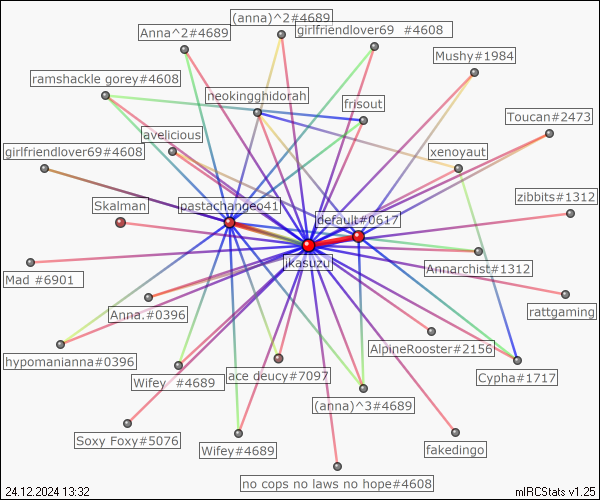 (anna)^2#4689
Anna^2#4689
girlfriendlover69 #4608
Mushy#1984
ramshackle gorey#4608
neokingghidorah
frisout
Toucan#2473
avelicious
girlfriendlover69#4608
xenoyaut
zibbits#1312
Skalman
pastachangeo41
default#0617
ikasuzu
Annarchist#1312
Mad #6901
Anna.#0396
rattgaming
hypomanianna#0396
AlpineRooster#2156
Wifey #4689
ace deucy#7097
Cypha#1717
(anna)^3#4689
Soxy Foxy#5076
Wifey#4689
fakedingo
no cops no laws no hope#4608
24.12.2024 13:32
mIRCStats v1.25